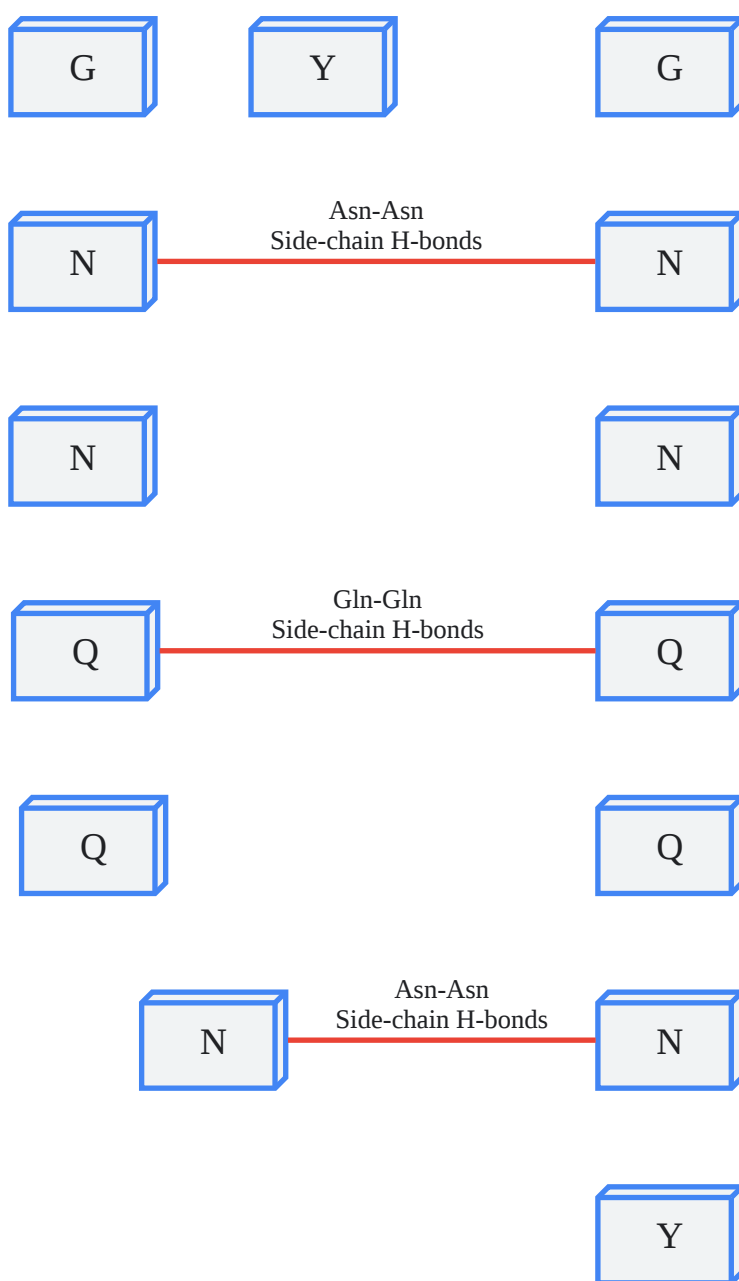 G
Y
G
Asn-Asn
Side-chain H-bonds
N
N
N
N
Gln-Gln
Side-chain H-bonds
Q
Q
Q
Q
Asn-Asn
Side-chain H-bonds
N
N
Y